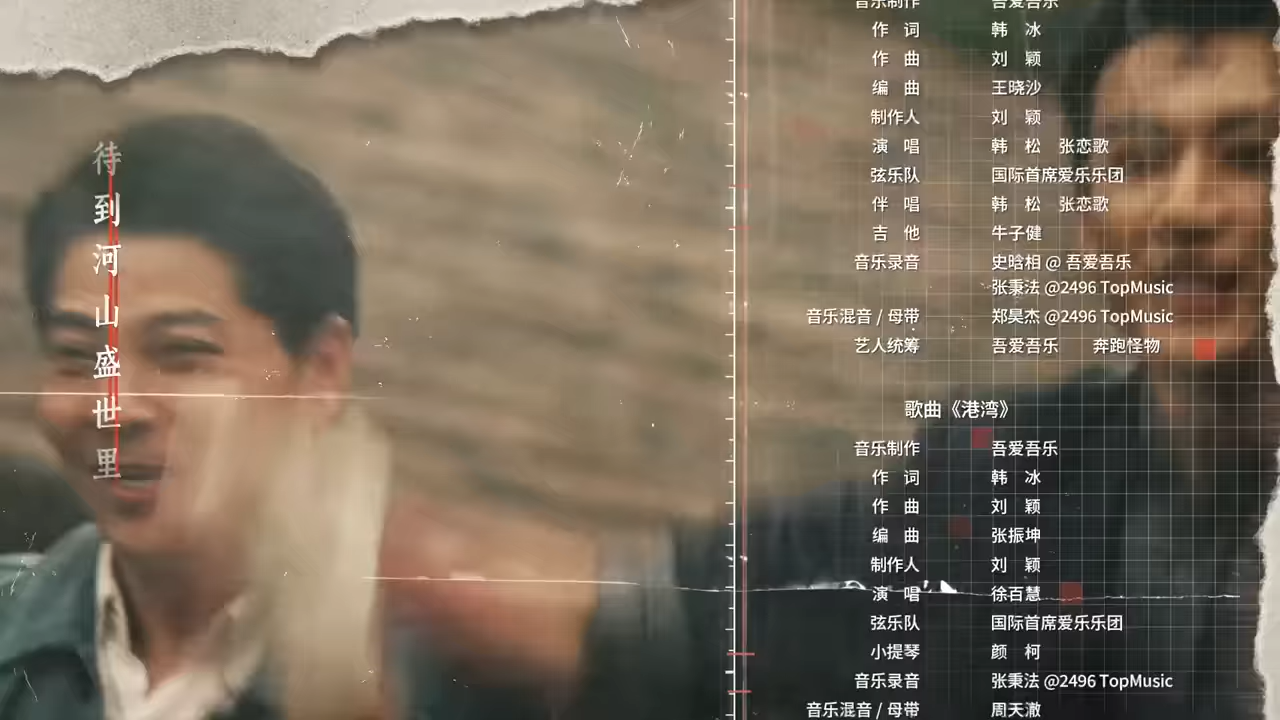 待到河山盛世里
音乐制作 吾爱吾乐
作 词 韩 冰
作 曲 刘 颖
编 曲 王晓沙
制作人 刘 颖
演 唱 韩 松 张恋歌
弦乐队 国际首席爱乐乐团
伴 唱 韩 松 张恋歌
吉 他 牛子健
音乐录音 史晗相 @ 吾爱吾乐
张秉法 @2496 TopMusic
音乐混音 / 母带 郑昊杰 @2496 TopMusic
艺人统筹 吾爱吾乐 奔跑怪物
歌曲《港湾》
音乐制作 吾爱吾乐
作 词 韩 冰
作 曲 刘 颖
编 曲 张振坤
制作人 刘 颖
演 唱 徐百慧
弦乐队 国际首席爱乐乐团
小提琴 颜 柯
音乐录音 张秉法 @2496 TopMusic
音乐混音 / 母带 周天澈